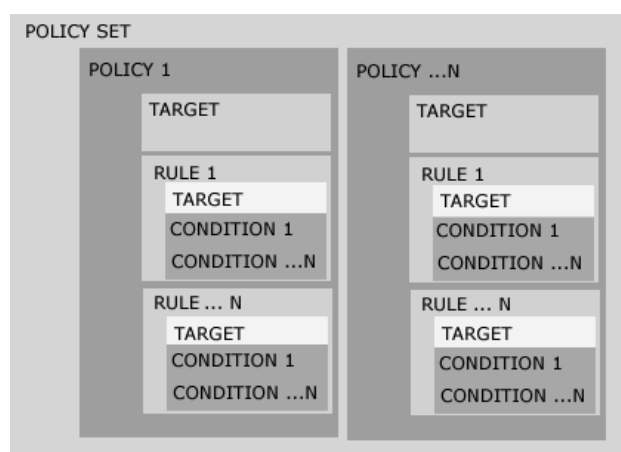 POLICY SET
POLICY 1
TARGET
RULE 1
TARGET
CONDITION 1
CONDITION ...N
RULE... N
TARGET
CONDITION 1
CONDITION ...N
POLICY ...N
TARGET
RULE 1
TARGET
CONDITION 1
CONDITION ...N
RULE ... N
TARGET
CONDITION 1
CONDITION ...N